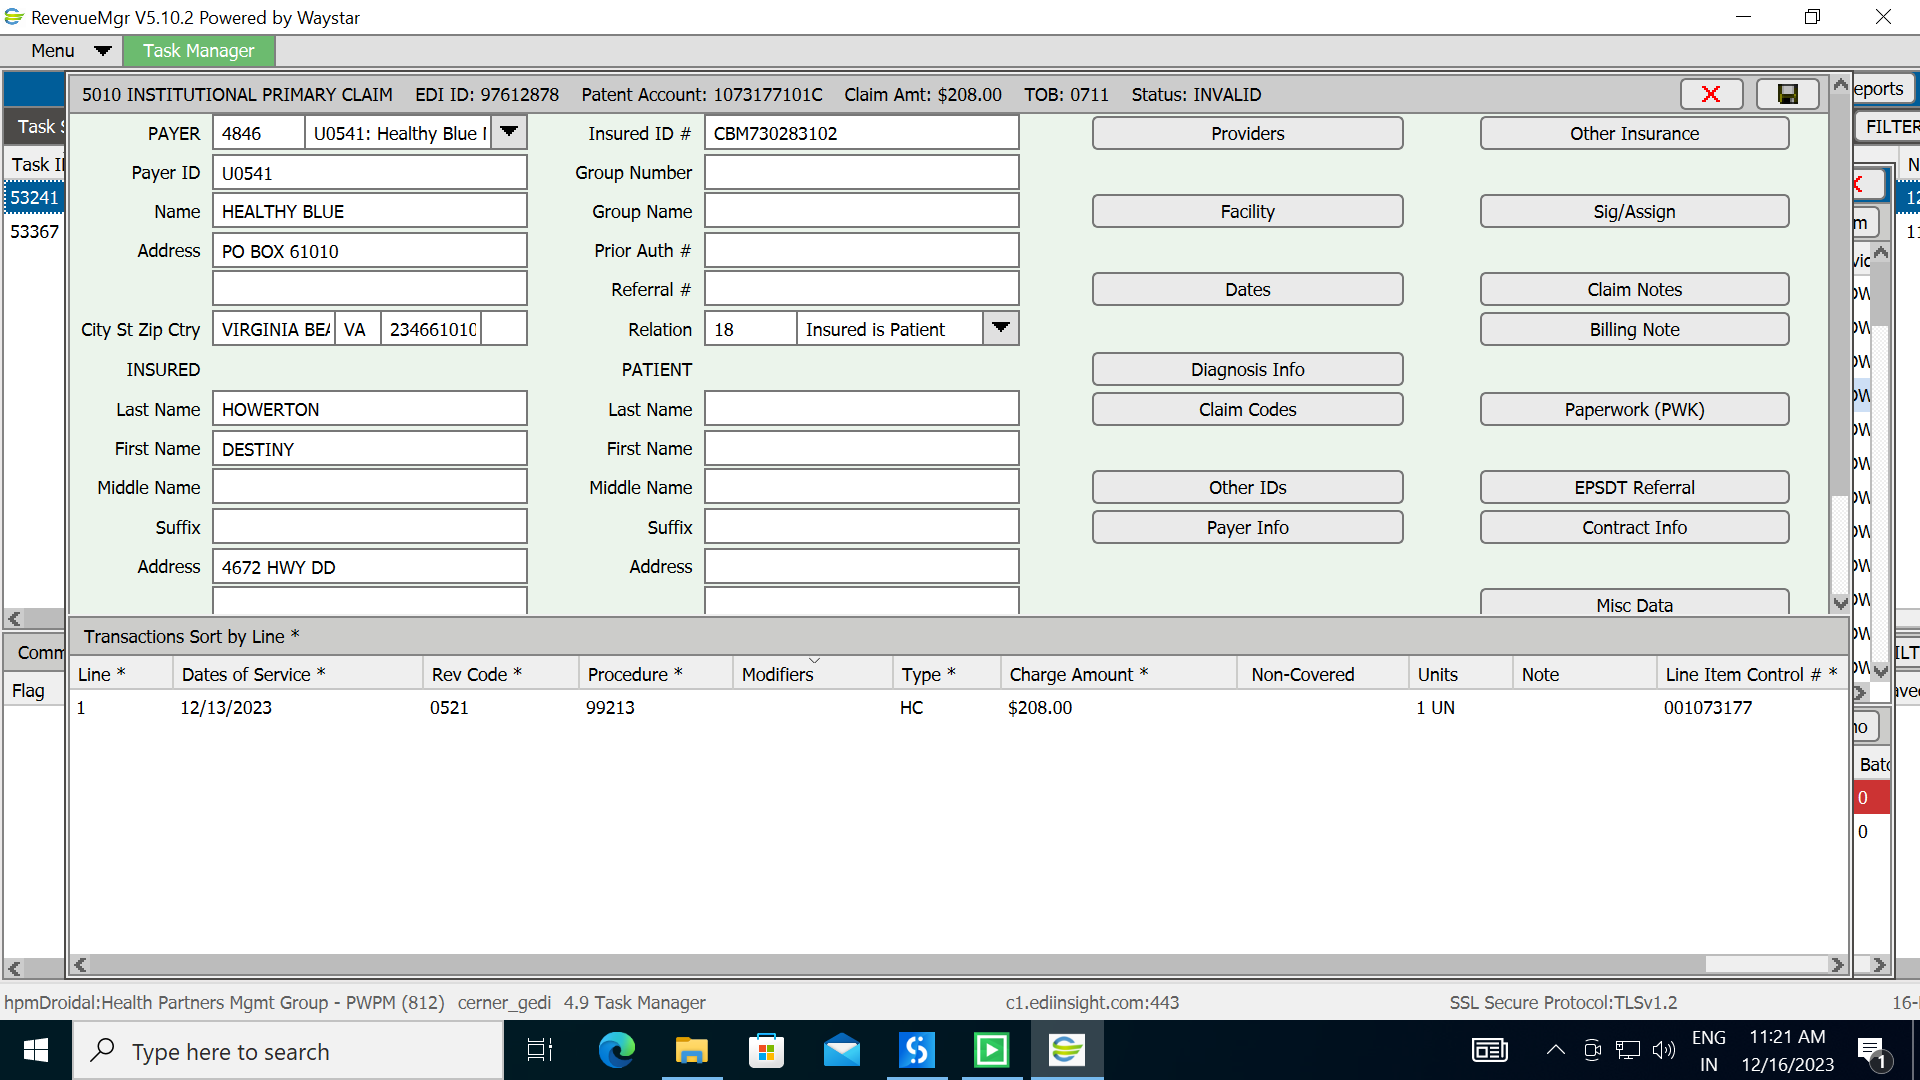 RevenueMgr V5.10.2 Powered by Waystar
Menu Task Manager
5010 INSTITUTIONAL PRIMARY CLAIM EDI ID: 97612878 Patent Account: 1073177101C Claim Amt: $208.00 TOB: 0711 Status: INVALID
eports
Task S
FILTER
PAYER 4846 U0541: Healthy Blue Insured ID # CBM730283102 Providers Other Insurance
Task II
Payer ID U0541 Group Number
53241
Name HEALTHY BLUE Group Name Facility Sig/Assign
53367
Address PO BOX 61010 Prior Auth #
Referral # Dates Claim Notes
City St Zip Ctry VIRGINIA BEA VA 234661010 Relation 18 Insured is Patient Billing Note
INSURED PATIENT Diagnosis Info
Last Name HOWERTON Last Name Claim Codes Paperwork (PWK)
First Name DESTINY First Name
Middle Name Middle Name Other IDs EPSDT Referral
Suffix Suffix Payer Info Contract Info
Address 4672 HWY DD Address
Misc Data
Transactions Sort by Line *
Comm
Line * Dates of Service * Rev Code * Procedure * Modifiers Type * Charge Amount * Non-Covered Units Note Line Item Control # *
Flag
1 12/13/2023 0521 99213 HC $208.00 1 UN 001073177
Batc
0
0
hpmDroidal:Health Partners Mgmt Group - PWPM (812) cerner_gedi 4.9 Task Manager c1.ediinsight.com:443 SSL Secure Protocol:TLSv1.2 16-
Type here to search
ENG
IN
11:21 AM
12/16/2023
1